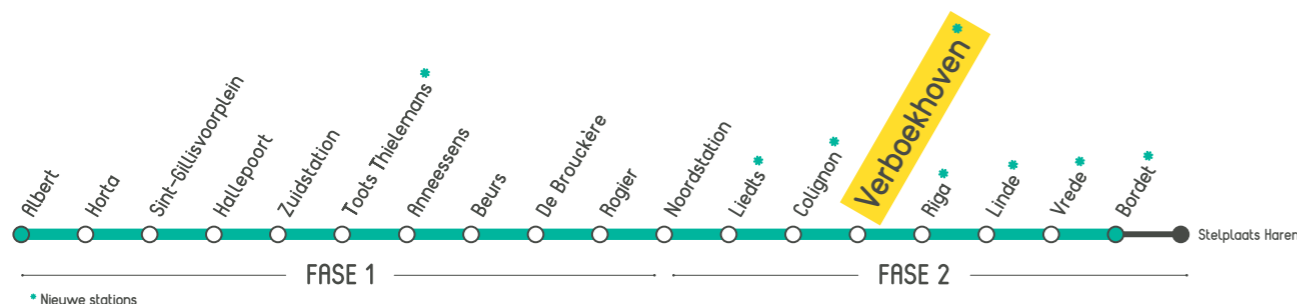 Albert
Horta
Sint-Gillisvoorplein
Hallepoort
Zuidstation
Toots Thielemans *
Anneessens
Beurs
De Brouckère
Rogier
Noordstation
Liedts *
Colignon *
Verboekhoven *
Riga *
Linde *
Vrede *
Bordet *
Stelplaats Haren
FASE 1
FASE 2
* Nieuwe stations